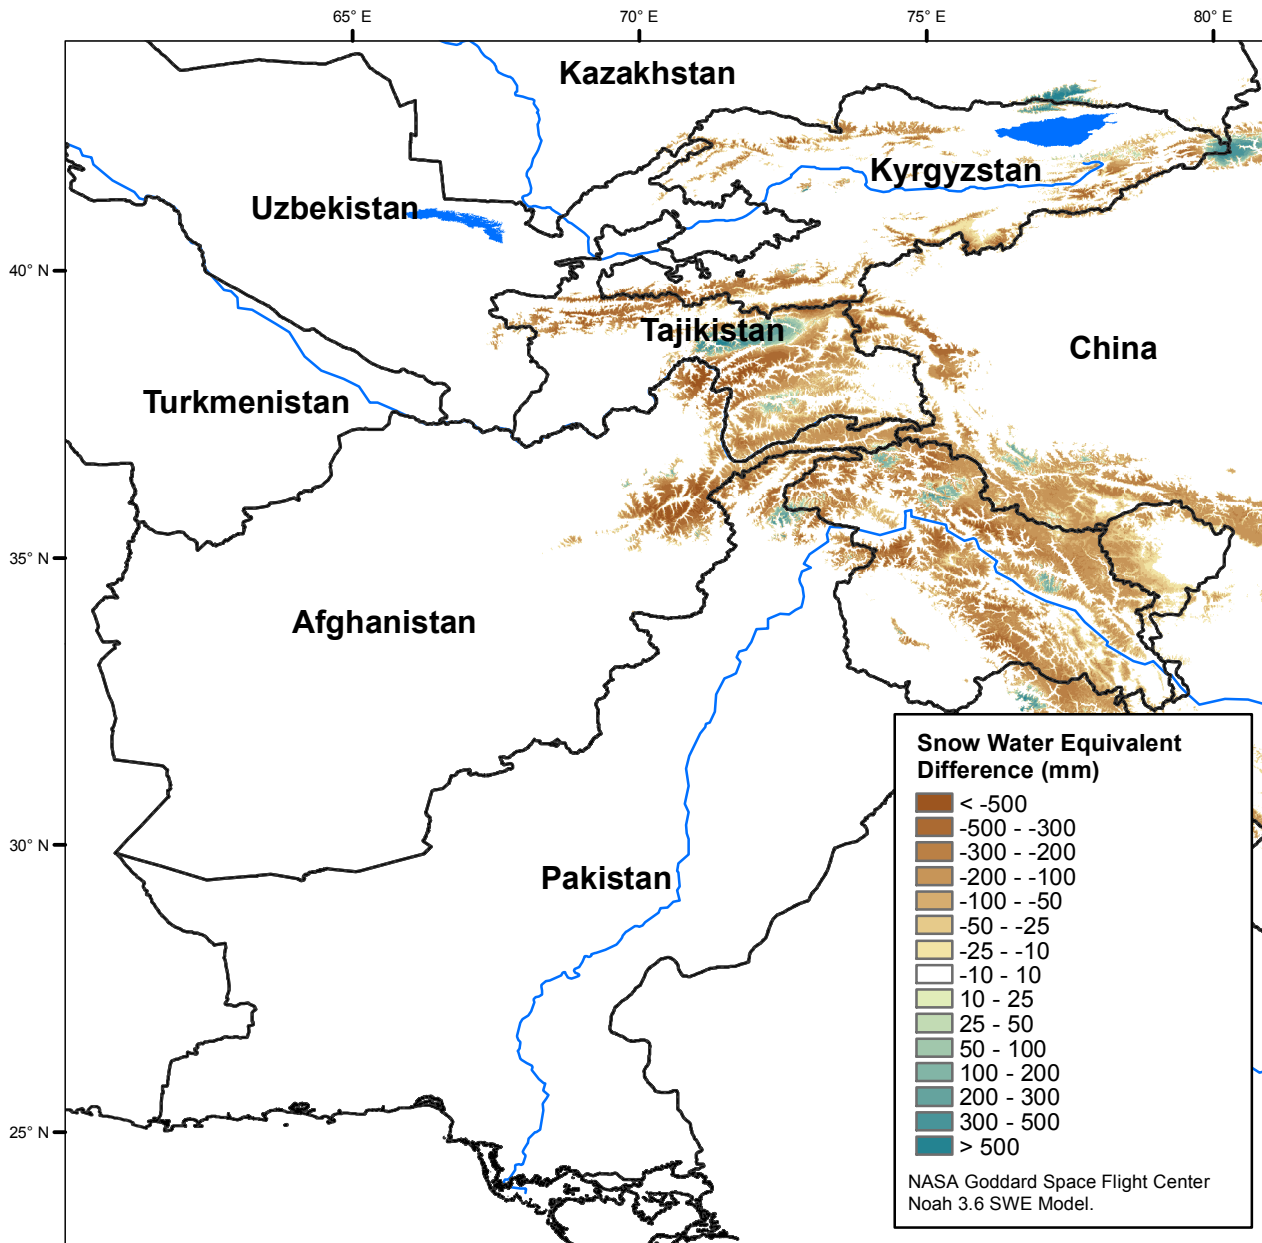 65° E
70° E
75° E
80° E
Kazakhstan
Kyrgyzstan
Uzbekistan
40° N
Tajikistan
China
Turkmenistan
35° N
Afghanistan
Snow Water Equivalent
Difference (mm)
< -500
-500 - -300
-300 - -200
-200 - -100
-100 - -50
-50 - -25
-25 - -10
-10 - 10
10 - 25
25 - 50
50 - 100
100 - 200
200 - 300
300 - 500
> 500
NASA Goddard Space Flight Center
Noah 3.6 SWE Model.
30° N
Pakistan
25° N